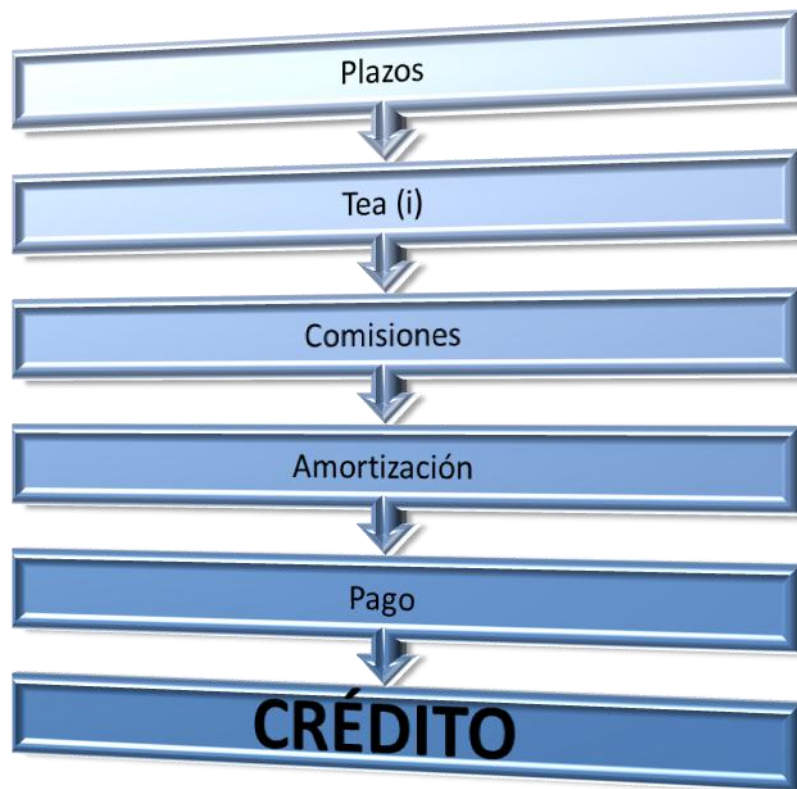 Plazos
Tea (i)
Comisiones
Amortización
Pago
CRÉDITO